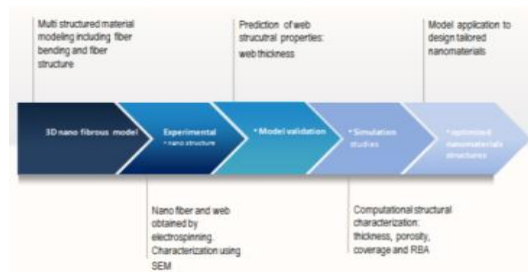 Multi structured material
modeling including fiber
bending and fiber
structure
Prediction of web
strucutral properties:
web thickness
Model application to
design tailored
nanomaterials
3D nano fibrous model
Experimental
• nano structure
• Model validation
• Simulation
studies
• optimized
nanomaterials
structures
Nano fiber and web
obtained by
electrospinning.
Characterization using
SEM
Computational structural
characterization:
thickness, porosity,
coverage and RBA